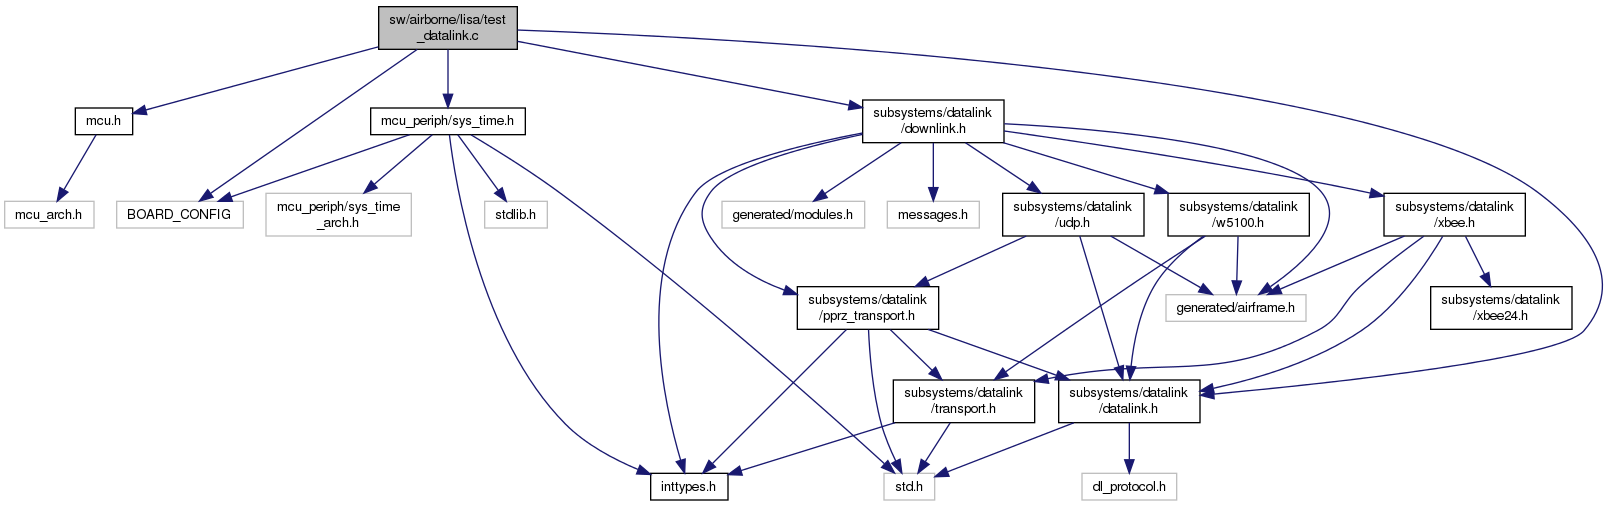 sw/airborne/lisa/test
_datalink.c
mcu.h
mcu_periph/sys_time.h
subsystems/datalink
/downlink.h
mcu_arch.h
BOARD_CONFIG
mcu_periph/sys_time
_arch.h
stdlib.h
generated/modules.h
messages.h
subsystems/datalink
/udp.h
subsystems/datalink
/w5100.h
subsystems/datalink
/xbee.h
subsystems/datalink
/pprz_transport.h
generated/airframe.h
subsystems/datalink
/xbee24.h
subsystems/datalink
/transport.h
subsystems/datalink
/datalink.h
inttypes.h
std.h
dl_protocol.h